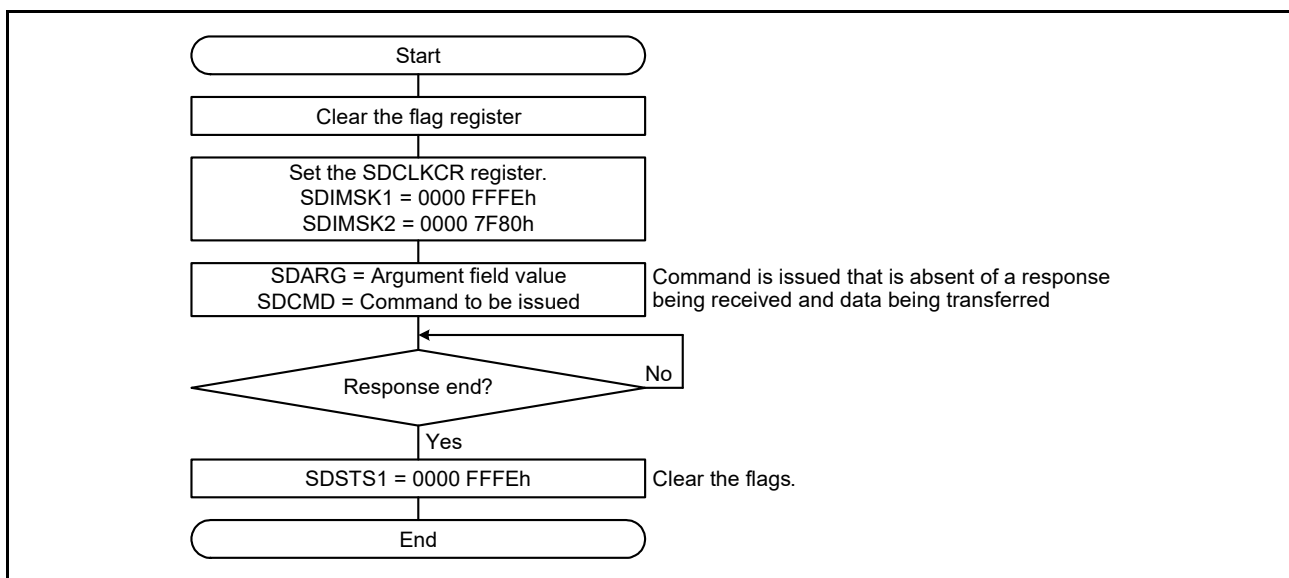 Start
Clear the flag register
Set the SDCLKCR register.
SDIMSK1 = 0000 FFFEh
SDIMSK2 = 0000 7F80h
SDARG = Argument field value
SDCMD = Command to be issued
Command is issued that is absent of a response
being received and data being transferred
Response end?
No
Yes
SDSTS1 = 0000 FFFEh
Clear the flags.
End